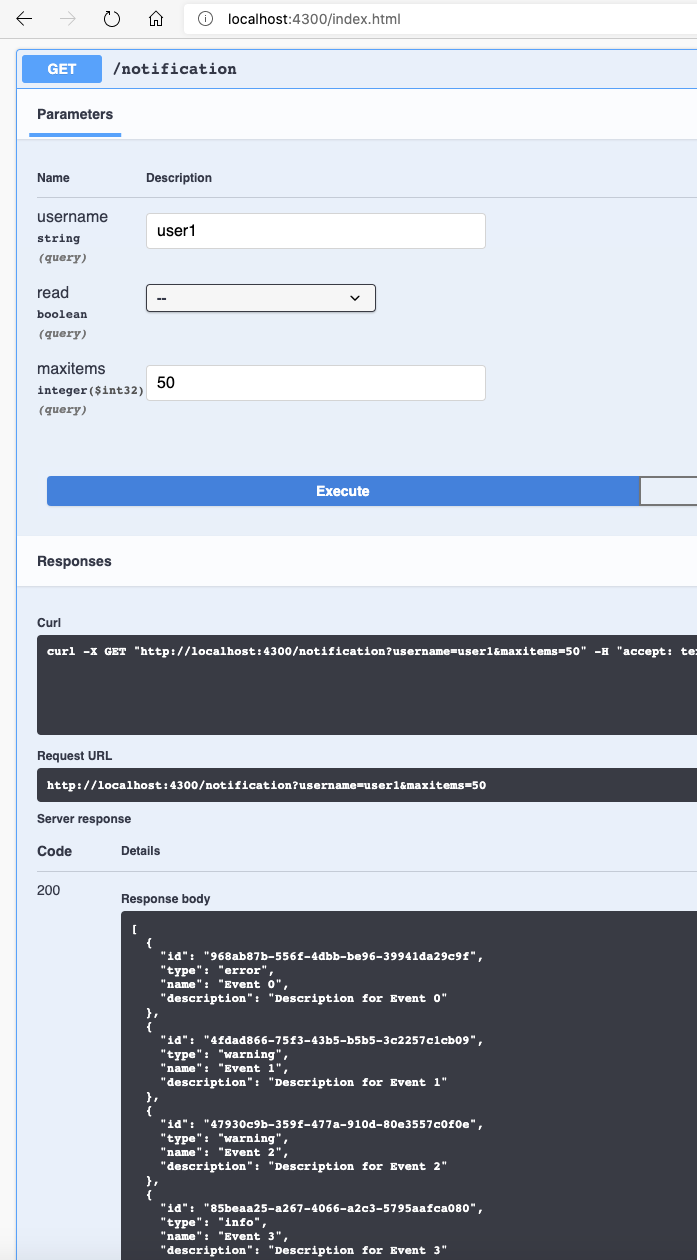 localhost:4300/index.html
GET /notification
Parameters
Name Description
username
string
(query)
user1
read
boolean
(query)
--
maxitems
integer($int32)
(query)
50
Execute
Responses
Curl
curl -X GET "http://localhost:4300/notification?username=user1&maxitems=50" -H "accept: te
Request URL
http://localhost:4300/notification?username=user1&maxitems=50
Server response
Code Details
200
Response body
[
{
"id": "968ab87b-556f-4dbb-be96-39941da29c9f",
"type": "error",
"name": "Event 0",
"description": "Description for Event 0"
},
{
"id": "4fdad866-75f3-43b5-b5b5-3c2257c1cb09",
"type": "warning",
"name": "Event 1",
"description": "Description for Event 1"
},
{
"id": "47930c9b-359f-477a-910d-80e3557c0f0e",
"type": "warning",
"name": "Event 2",
"description": "Description for Event 2"
},
{
"id": "85beaa25-a267-4066-a2c3-5795aafca080",
"type": "info",
"name": "Event 3",
"description": "Description for Event 3"